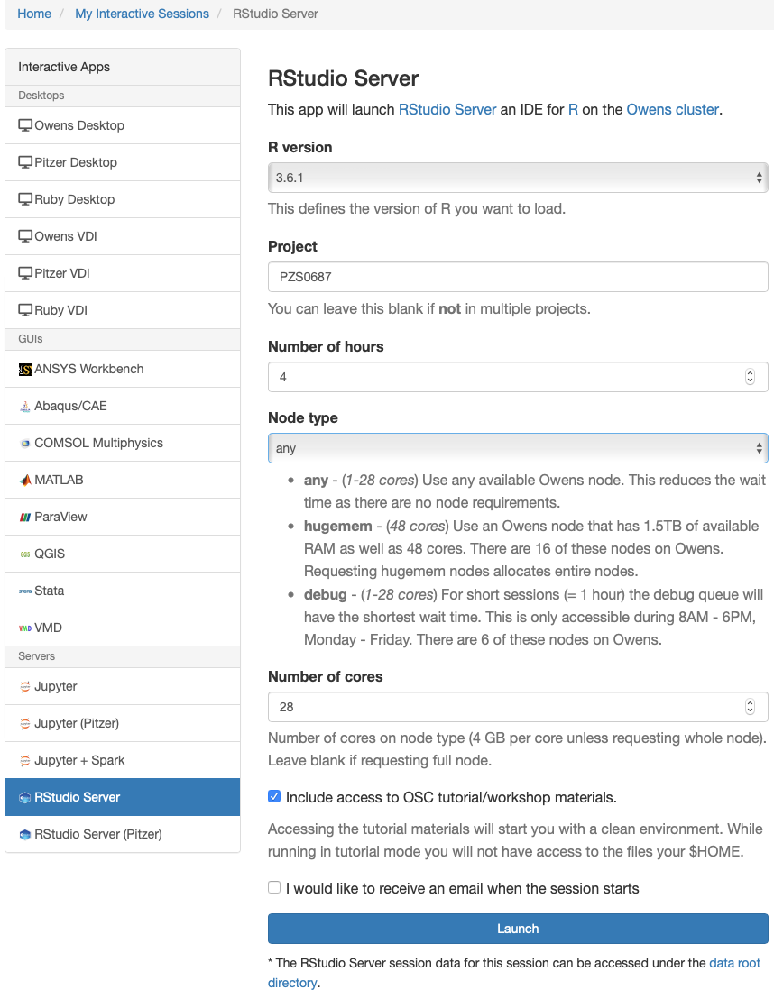 Home / My Interactive Sessions / RStudio Server
Interactive Apps
Desktops
Owens Desktop
Pitzer Desktop
Ruby Desktop
Owens VDI
Pitzer VDI
Ruby VDI
GUIs
ANSYS Workbench
Abaqus/CAE
COMSOL Multiphysics
MATLAB
ParaView
QGIS
Stata
VMD
Servers
Jupyter
Jupyter (Pitzer)
Jupyter + Spark
RStudio Server
RStudio Server (Pitzer)
RStudio Server
This app will launch RStudio Server an IDE for R on the Owens cluster.
R version
3.6.1
This defines the version of R you want to load.
Project
PZS0687
You can leave this blank if not in multiple projects.
Number of hours
4
Node type
any
• any - (1-28 cores) Use any available Owens node. This reduces the wait
time as there are no node requirements.
• hugemem - (48 cores) Use an Owens node that has 1.5TB of available
RAM as well as 48 cores. There are 16 of these nodes on Owens.
Requesting hugemem nodes allocates entire nodes.
• debug - (1-28 cores) For short sessions (= 1 hour) the debug queue will
have the shortest wait time. This is only accessible during 8AM - 6PM,
Monday - Friday. There are 6 of these nodes on Owens.
Number of cores
28
Number of cores on node type (4 GB per core unless requesting whole node).
Leave blank if requesting full node.
Include access to OSC tutorial/workshop materials.
Accessing the tutorial materials will start you with a clean environment. While
running in tutorial mode you will not have access to the files your $HOME.
I would like to receive an email when the session starts
Launch
* The RStudio Server session data for this session can be accessed under the data root
directory.